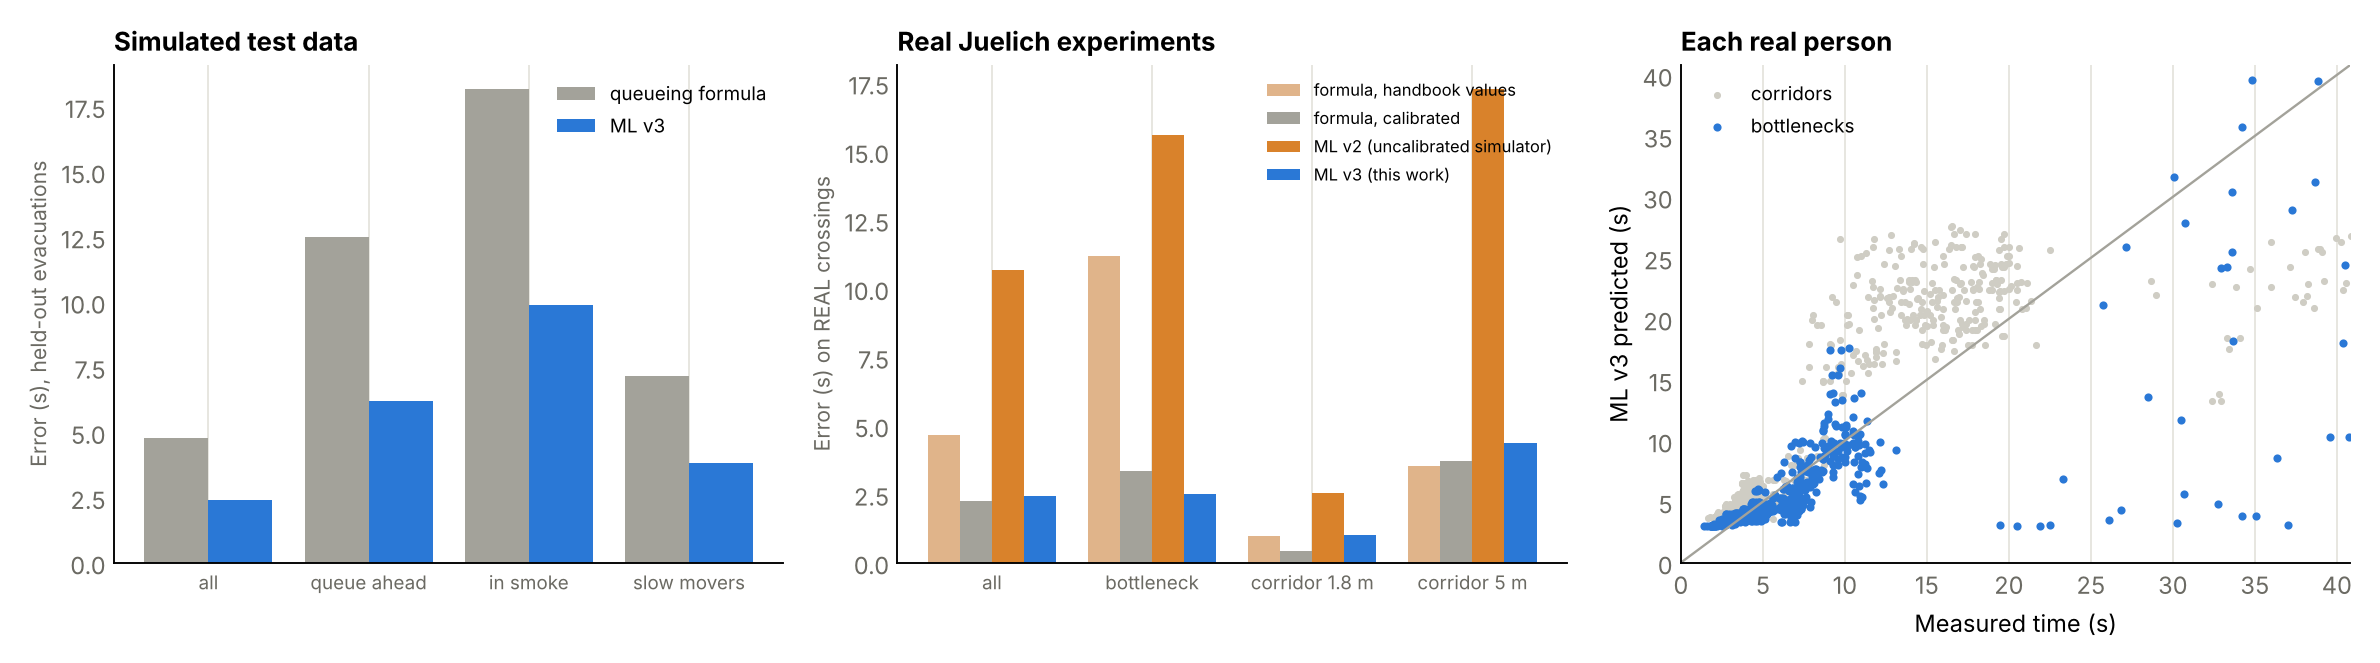 Simulated test data
Error (s), held-out evacuations
17.5
15.0
12.5
10.0
7.5
5.0
2.5
0.0
queueing formula
ML v3
all
queue ahead
in smoke
slow movers
Real Juelich experiments
Error (s) on REAL crossings
17.5
15.0
12.5
10.0
7.5
5.0
2.5
0.0
formula, handbook values
formula, calibrated
ML v2 (uncalibrated simulator)
ML v3 (this work)
all
bottleneck
corridor 1.8 m
corridor 5 m
Each real person
ML v3 predicted (s)
40
35
30
25
20
15
10
5
0
corridors
bottlenecks
0
5
10
15
20
25
30
35
40
Measured time (s)